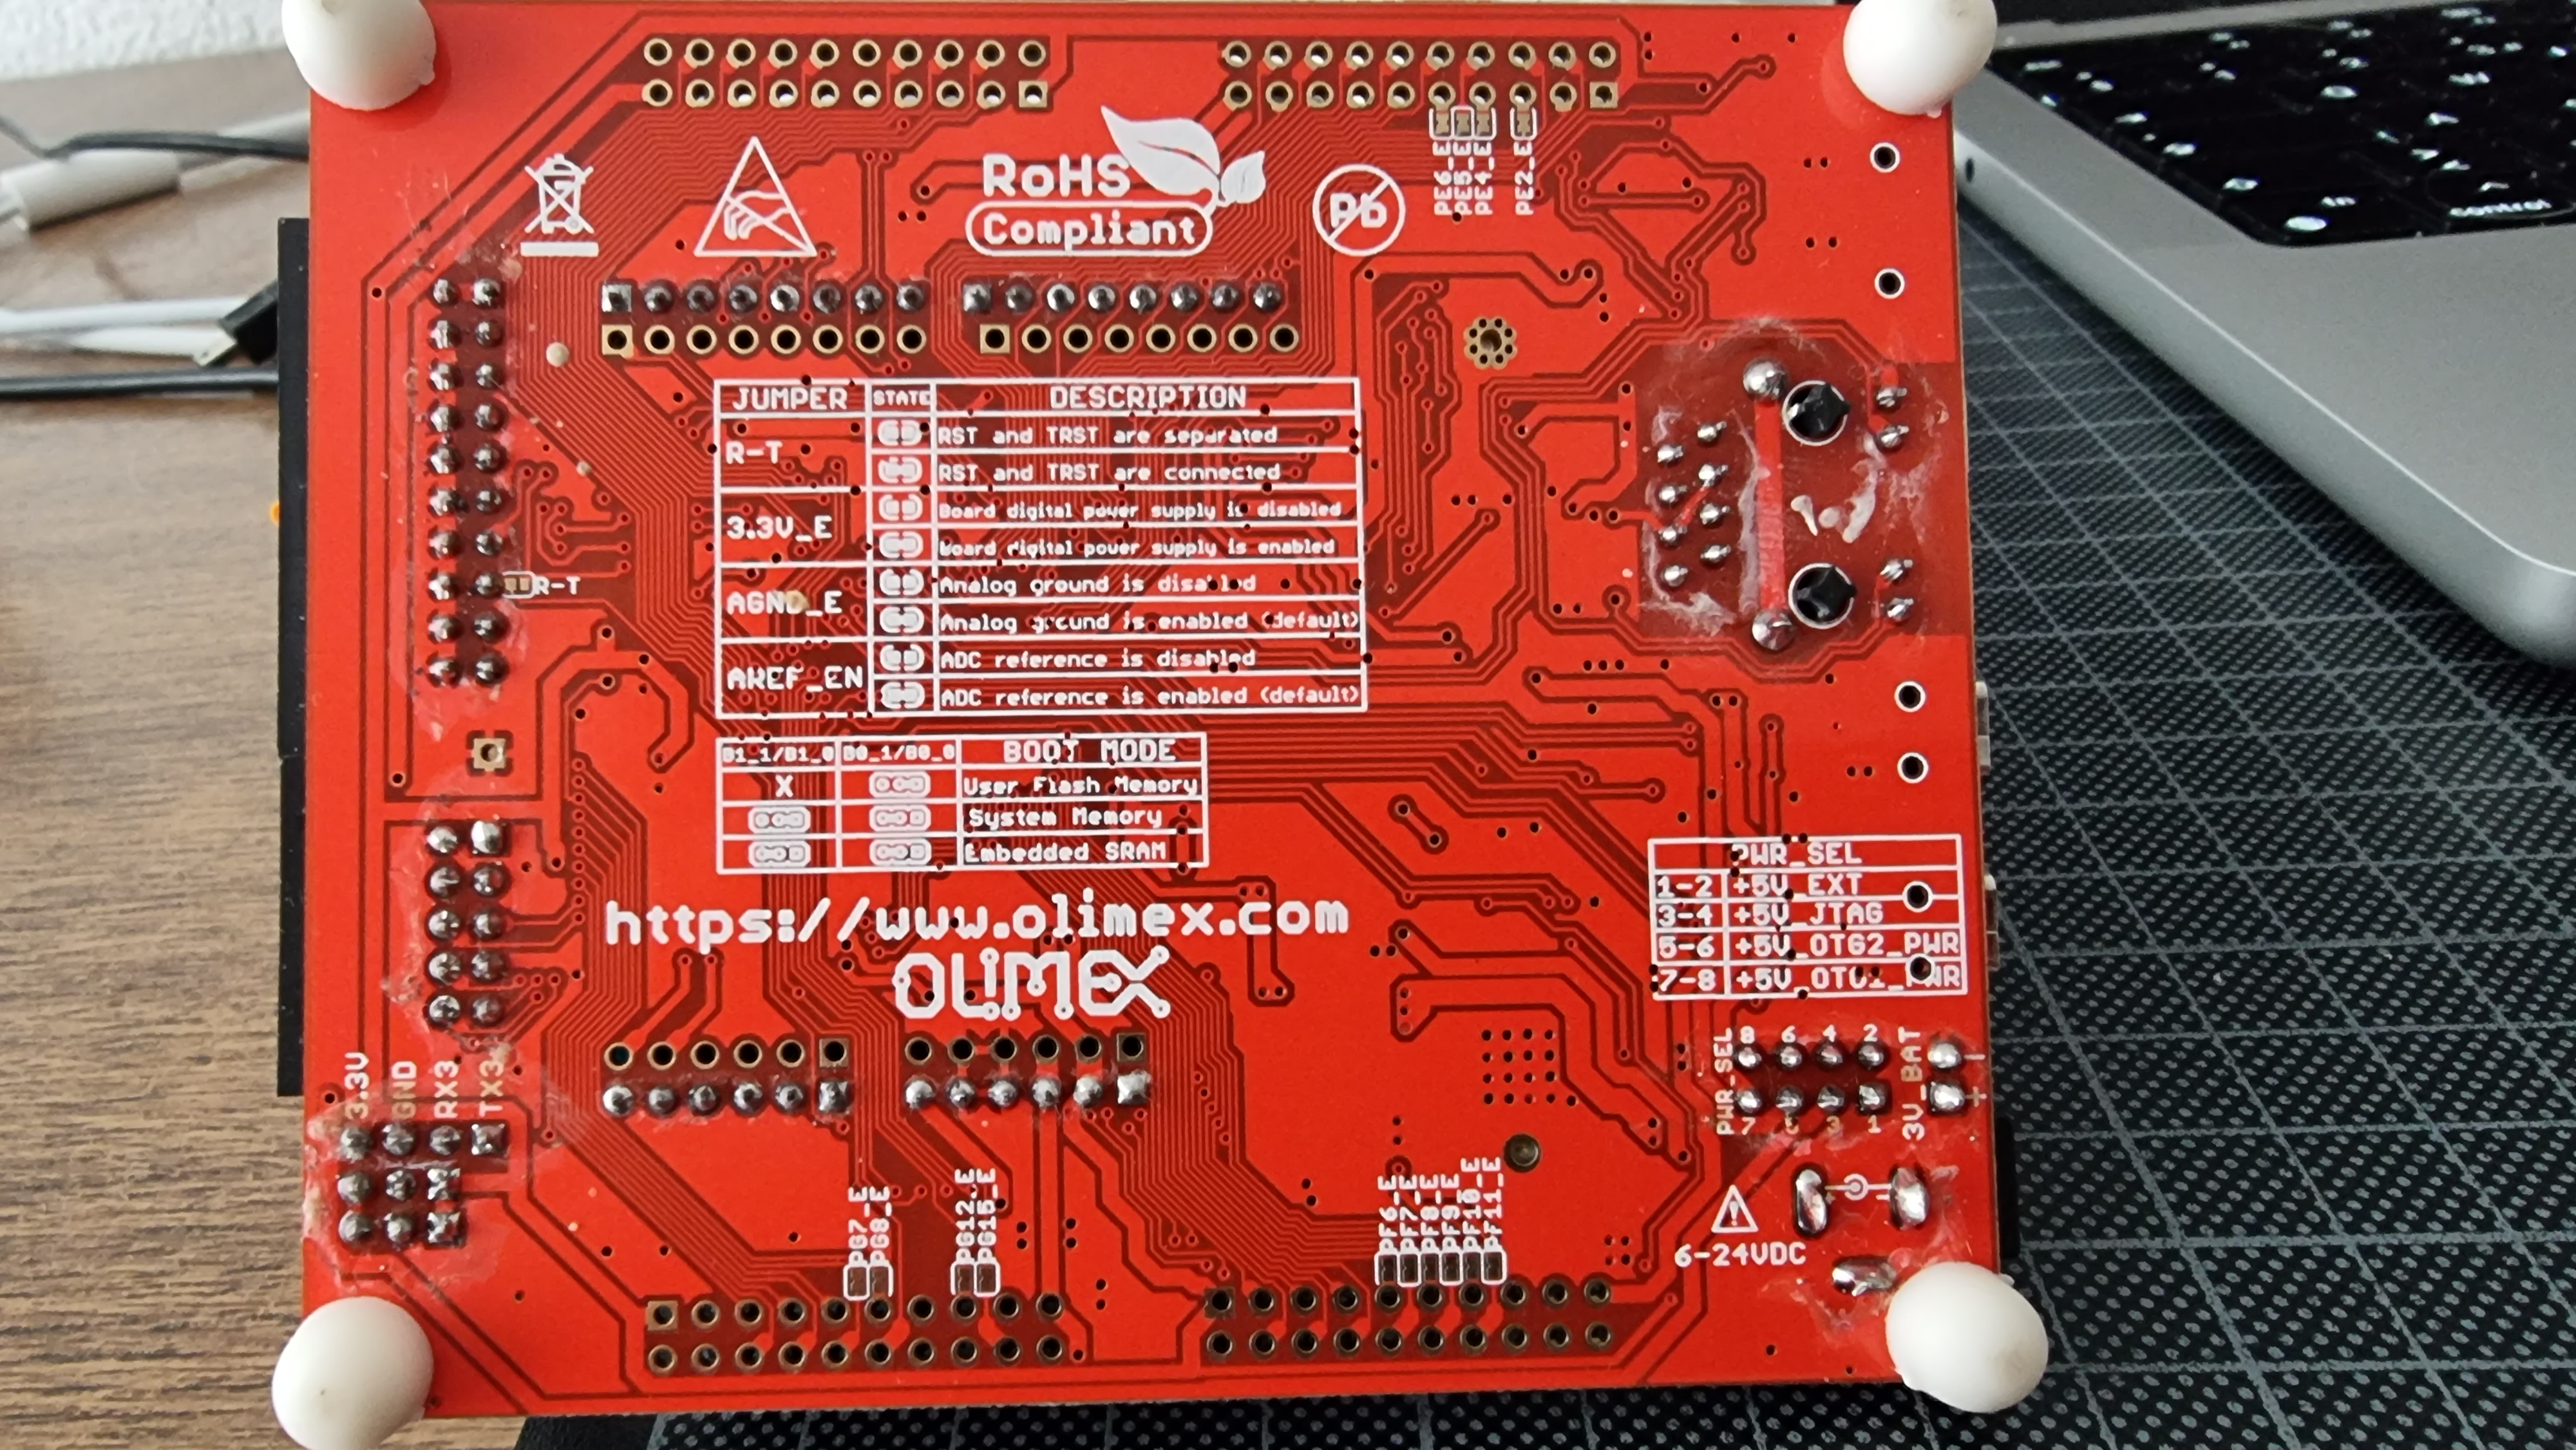 RoHS
Compliant
Pb
PE6_E
PE5_E
PE4_E
PE2_E
JUMPER STATE DESCRIPTION
R-T
RST and TRST are separated
RST and TRST are connected
3.3V_E
Board digital power supply is disabled
Board digital power supply is enabled
AGND_E
Analog ground is disabled
Analog ground is enabled (default)
AREF_EN
ADC reference is disabled
ADC reference is enabled (default)
R-T
B1_1/B1_0 B0_1/B0_0 BOOT MODE
X User Flash Memory
System Memory
Embedded SRAM
https://www.olimex.com
OLIMEX
PWR_SEL
1-2 +5V_EXT
3-4 +5V_JTAG
5-6 +5V_OTG2_PWR
7-8 +5V_OTG1_PWR
3.3V
GND
RX3
TX3
PWR-SEL
8 6 4 2
7 5 3 1
3V_BAT
- +
6-24VDC
PG7_E
PG8_E
PG12_E
PG15_E
PF6_E
PF7_E
PF8_E
PF9_E
PF10_E
PF11_E
control